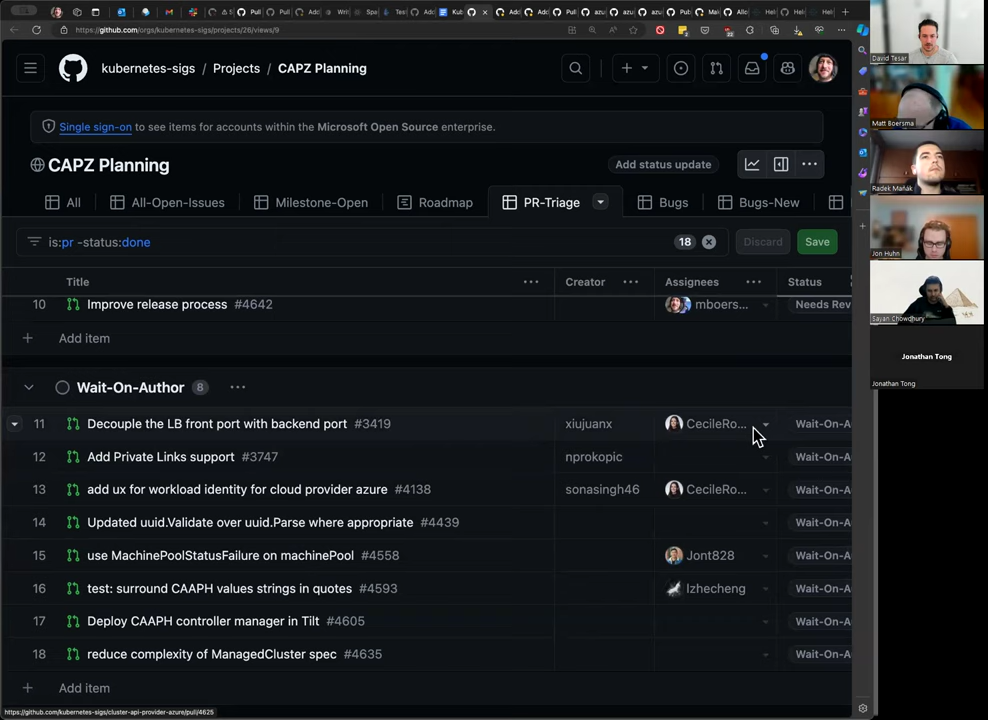 Pull
Pull
https://github.com/orgs/kubernetes-sigs/projects/26/views/9
kubernetes-sigs / Projects / CAPZ Planning
Single sign-on to see items for accounts within the Microsoft Open Source enterprise.
CAPZ Planning
Add status update
All
All-Open-Issues
Milestone-Open
Roadmap
PR-Triage
Bugs
Bugs-New
is:pr -status:done
18
Discard
Save
Title
Creator
Assignees
Status
10 Improve release process #4642 mboers... Needs Rev
Add item
Wait-On-Author 8
11 Decouple the LB front port with backend port #3419 xiujuanx CecileRo... Wait-On-A
12 Add Private Links support #3747 nprokopic Wait-On-A
13 add ux for workload identity for cloud provider azure #4138 sonasingh46 CecileRo... Wait-On-A
14 Updated uuid.Validate over uuid.Parse where appropriate #4439 Wait-On-A
15 use MachinePoolStatusFailure on machinePool #4558 Jont828 Wait-On-A
16 test: surround CAAPH values strings in quotes #4593 lzhecheng Wait-On-A
17 Deploy CAAPH controller manager in Tilt #4605 Wait-On-A
18 reduce complexity of ManagedCluster spec #4635 Wait-On-A
Add item
https://github.com/kubernetes-sigs/cluster-api-provider-azure/pull/4625
David Tesar
Matt Boersma
Radek Maňák
Jon Huhn
Sayan Chowdhury
Jonathan Tong
Jonathan Tong